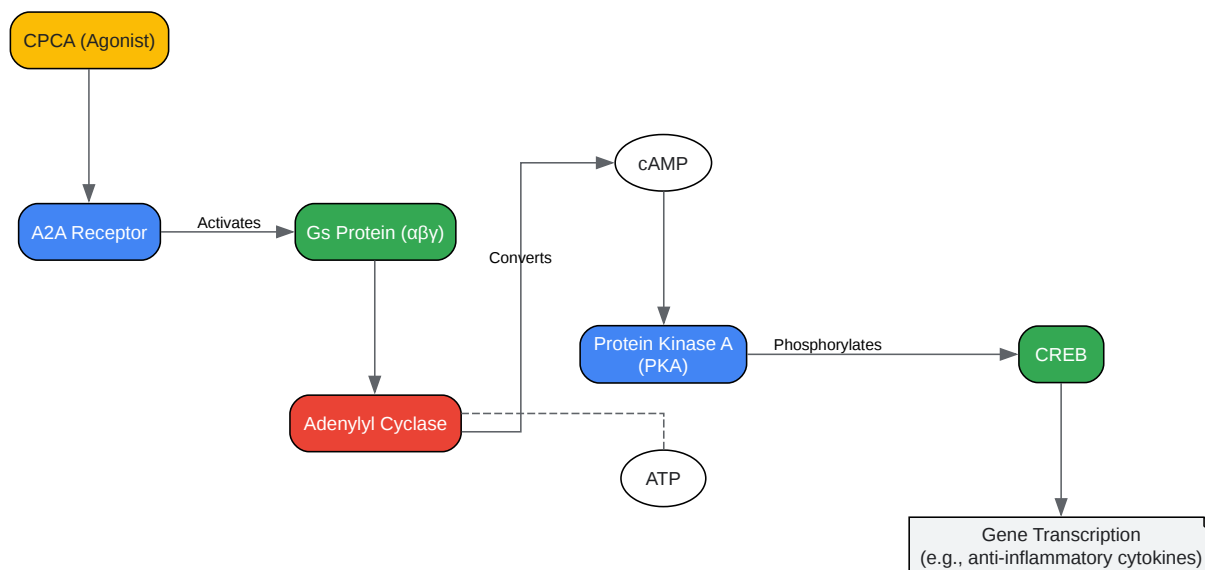 CPCA (Agonist)
cAMP
A2A Receptor
Activates
Gs Protein (αβγ)
Converts
Protein Kinase A
(PKA)
Phosphorylates
CREB
Adenylyl Cyclase
ATP
Gene Transcription
(e.g., anti-inflammatory cytokines)